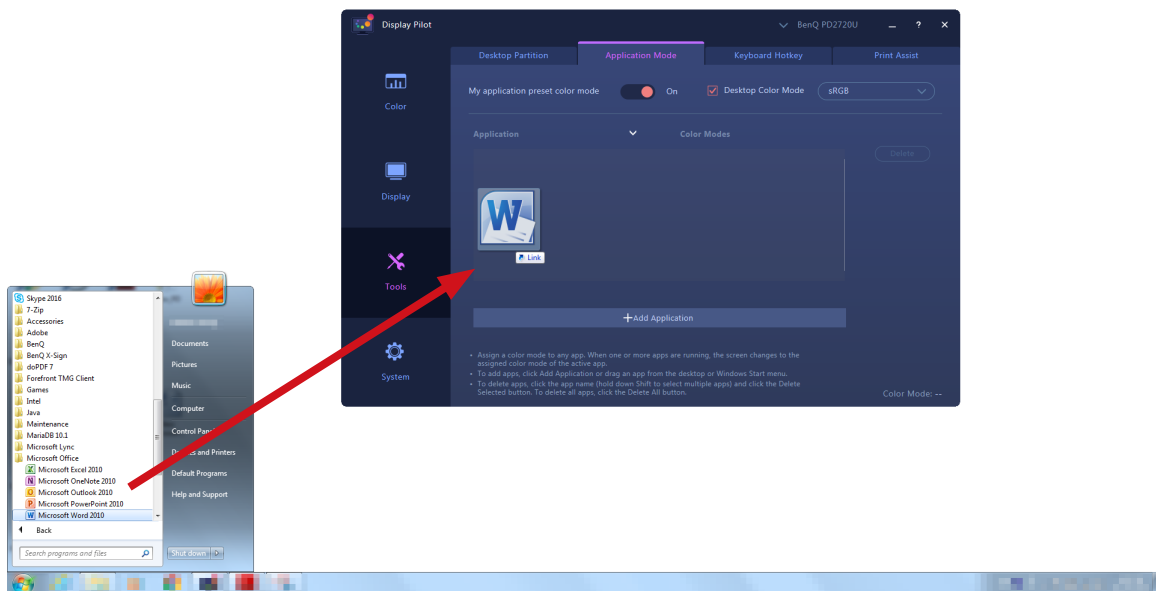 Display Pilot
BenQ PD2720U
?
Desktop Partition
Application Mode
Keyboard Hotkey
Print Assist
Color
Display
Tools
System
My application preset color mode
On
Desktop Color Mode
sRGB
Application
Color Modes
Delete
W
Link
+Add Application
• Assign a color mode to any app. When one or more apps are running, the screen changes to the
assigned color mode of the active app.
• To add apps, click Add Application or drag an app from the desktop or Windows Start menu.
• To delete apps, click the app name (hold down Shift to select multiple apps) and click the Delete
Selected button. To delete all apps, click the Delete All button.
Color Mode: --
Skype 2016
7-Zip
Accessories
Adobe
BenQ
BenQ X-Sign
doPDF 7
Forefront TMG Client
Games
Intel
Java
Maintenance
MariaDB 10.1
Microsoft Lync
Microsoft Office
Microsoft Excel 2010
Microsoft OneNote 2010
Microsoft Outlook 2010
Microsoft PowerPoint 2010
Microsoft Word 2010
Back
Search programs and files
Documents
Pictures
Music
Computer
Control
and Printers
Default Programs
Help and Support
Shut down